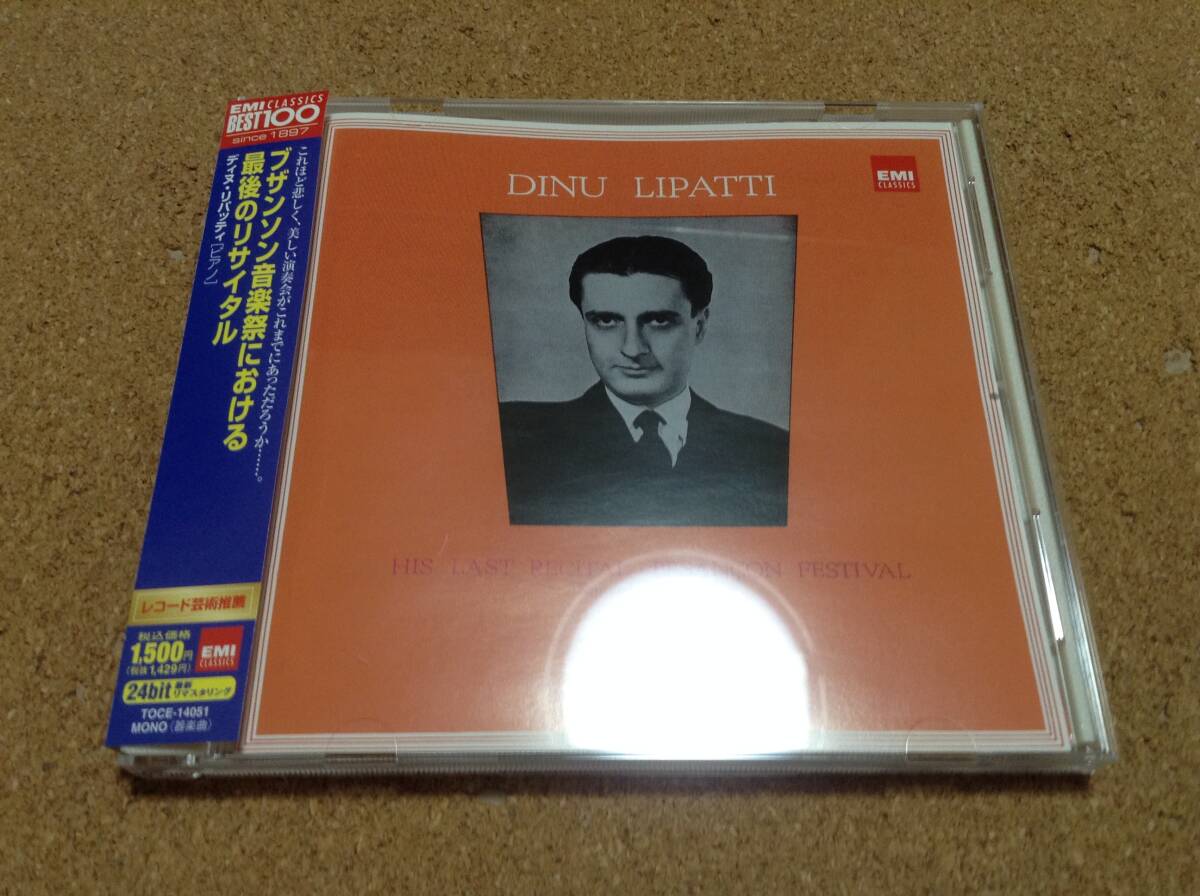 EMI CLASSICS
BEST100
since 1897
これほど悲しく、美しい演奏会がこれまでにあっただろうか……。
ブザンソン音楽祭における
最後のリサイタル
ディヌ・リパッティ[ピアノ]
レコード芸術推薦
税込価格
1,500円
(税抜1,429円)
EMI
CLASSICS
24bit 最新リマスタリング
TOCE-14051
MONO(器楽曲)
DINU LIPATTI
EMI
CLASSICS
HIS LAST RECITAL FESTIVAL